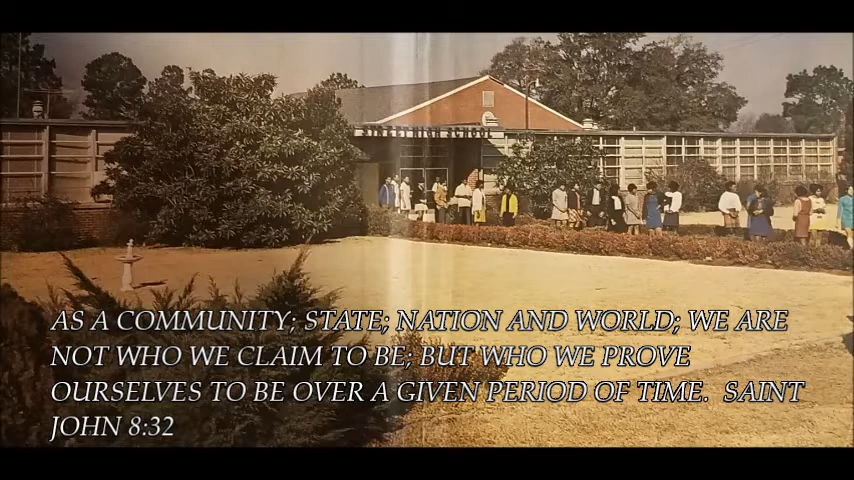 SCHOOL
AS A COMMUNITY; STATE; NATION AND WORLD; WE ARE
NOT WHO WE CLAIM TO BE; BUT WHO WE PROVE
OURSELVES TO BE OVER A GIVEN PERIOD OF TIME. SAINT
JOHN 8:32